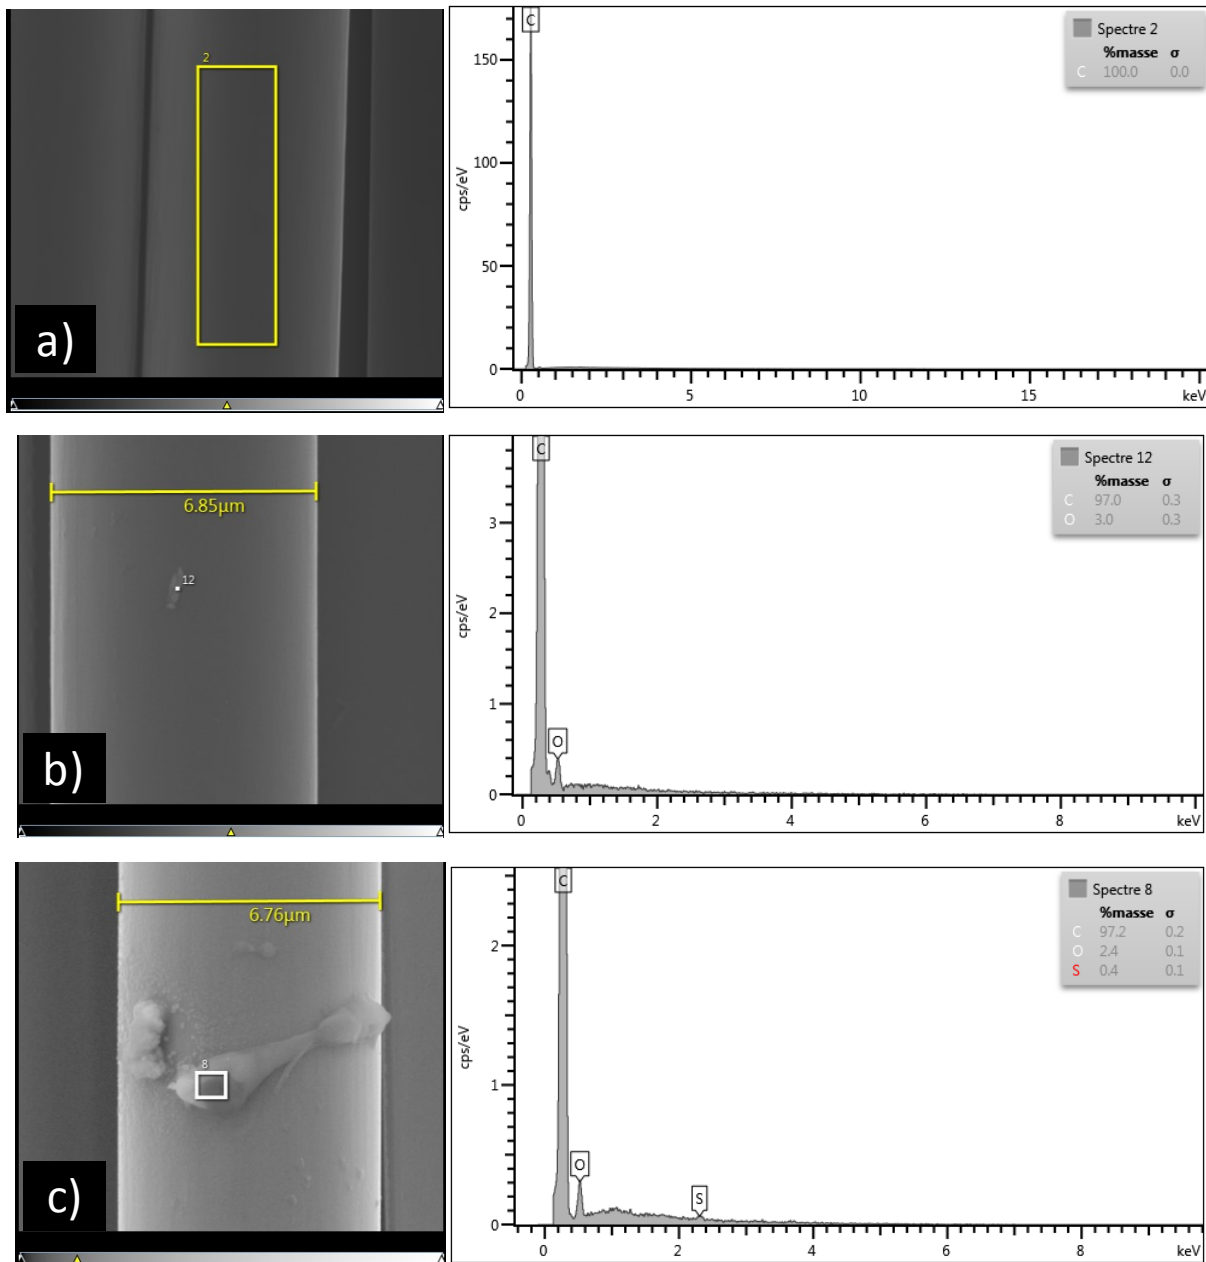 2
a)
C
150
100
50
0
cps/eV
0 5 10 15 keV
Spectre 2
%masse σ
C 100.0 0.0
6.85µm
12
b)
C
O
3
2
1
0
cps/eV
0 2 4 6 8 keV
Spectre 12
%masse σ
C 97.0 0.3
O 3.0 0.3
6.76µm
8
c)
C
O
S
2
1
0
cps/eV
0 2 4 6 8 keV
Spectre 8
%masse σ
C 97.2 0.2
O 2.4 0.1
S 0.4 0.1